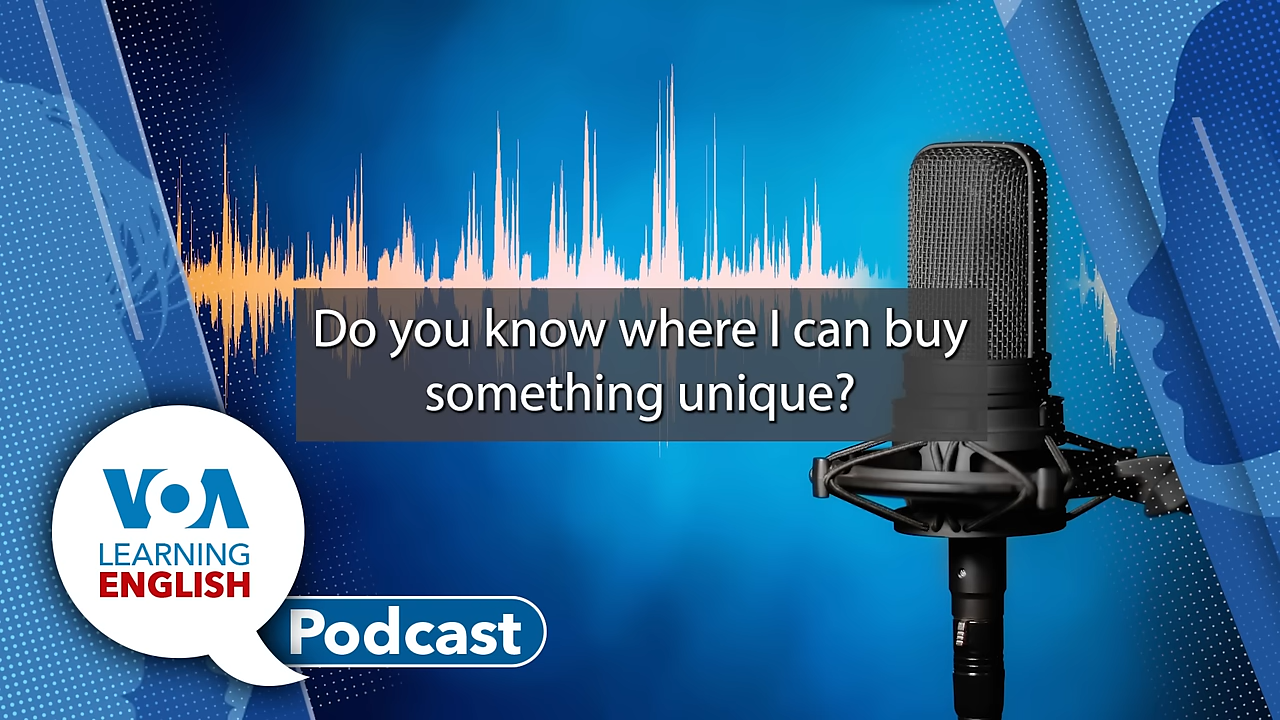 Do you know where I can buy
something unique?
VOA
LEARNING
ENGLISH
Podcast